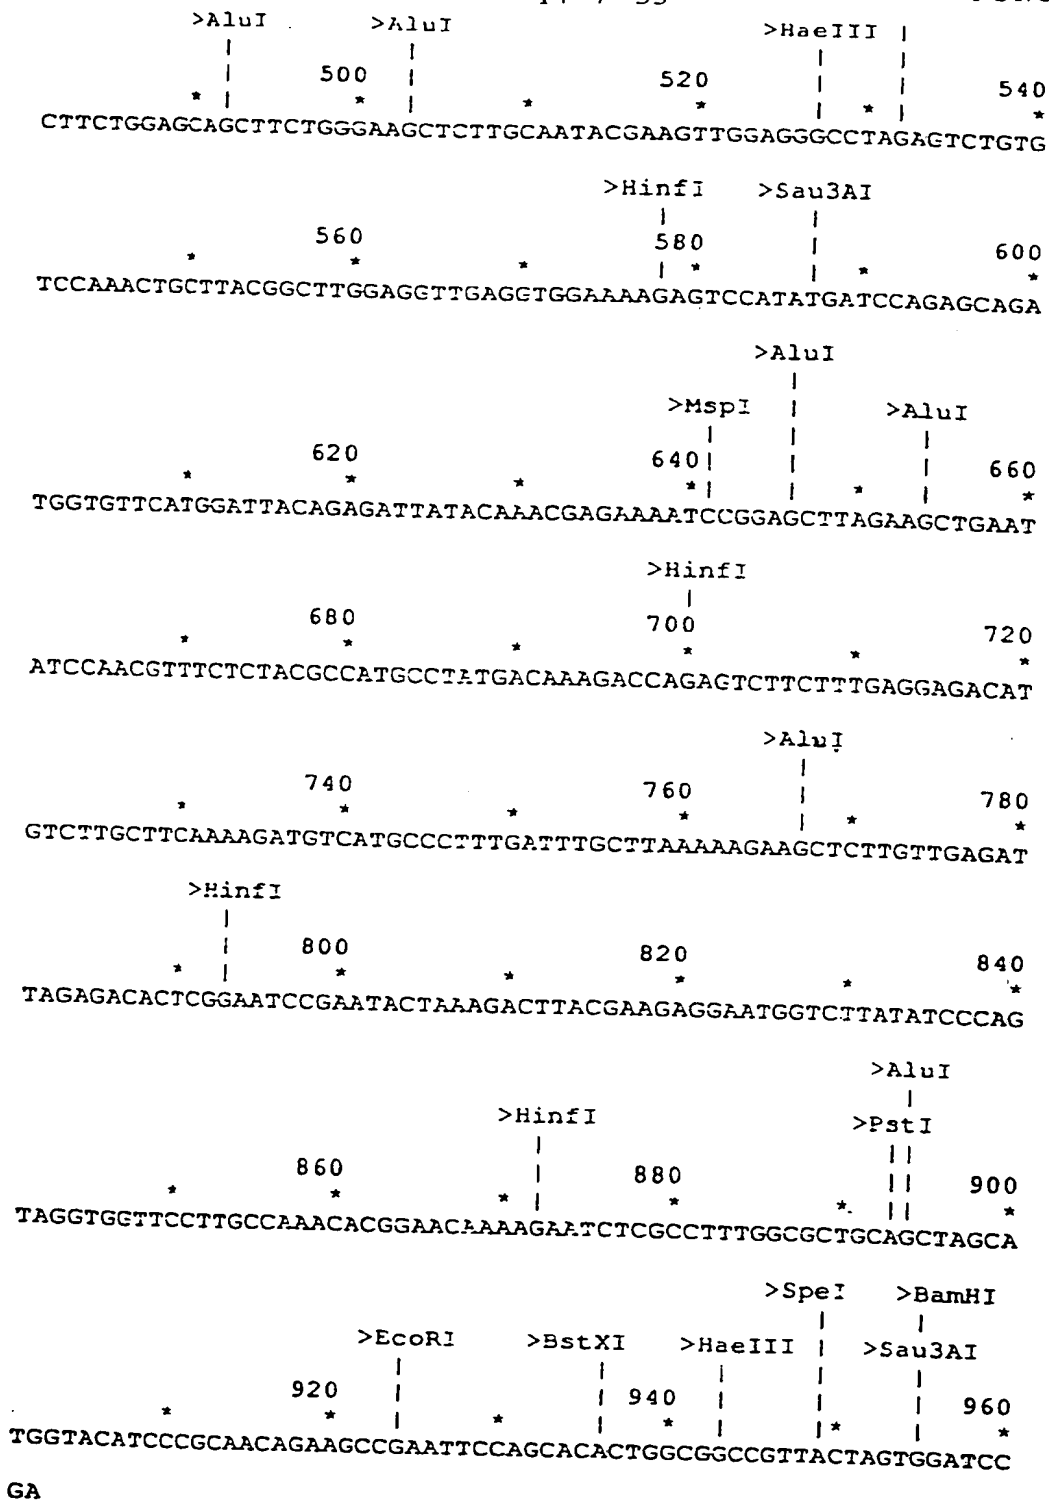 >AluI >AluI >HaeIII |
500 520 540
* * * * * *
CTTCTGGAGCAGCTTCTGGGAAGCTCTTGCAATACGAAGTTGGAGGGCCTAGAGTCTGTG
>HinfI >Sau3AI
560 580 600
* * * * * *
TCCAAACTGCTTACGGCTTGGAGGTTGAGGTGGAAAAGAGTCCATATGATCCAGAGCAGA
>AluI
>MspI >AluI
620 640 660
* * * * * *
TGGTGTTCATGGATTACAGAGATTATACAAACGAGAAAATCCGGAGCTTAGAAGCTGAAT
>HinfI
680 700 720
* * * * * *
ATCCAACGTTTCTCTACGCCATGCCTATGACAAAGACCAGAGTCTTCTTTGAGGAGACAT
>AluI
740 760 780
* * * * * *
GTCTTGCTTCAAAAGATGTCATGCCCTTTGATTTGCTTAAAAAGAAGCTCTTGTTGAGAT
>HinfI
800 820 840
* * * * * *
TAGAGACACTCGGAATCCGAATACTAAAGACTTACGAAGAGGAATGGTCTTATATCCCAG
>AluI
>HinfI >PstI
860 880 900
* * * * * *
TAGGTGGTTCCTTGCCAAACACGGAACAAAAGAATCTCGCCTTTGGCGCTGCAGCTAGCA
>SpeI >BamHI
>EcoRI >BstXI >HaeIII >Sau3AI
920 940 960
* * * * * *
TGGTACATCCCGCAACAGAAGCCGAATTCCAGCACACTGGCGGCCGTTACTAGTGGATCC
GA